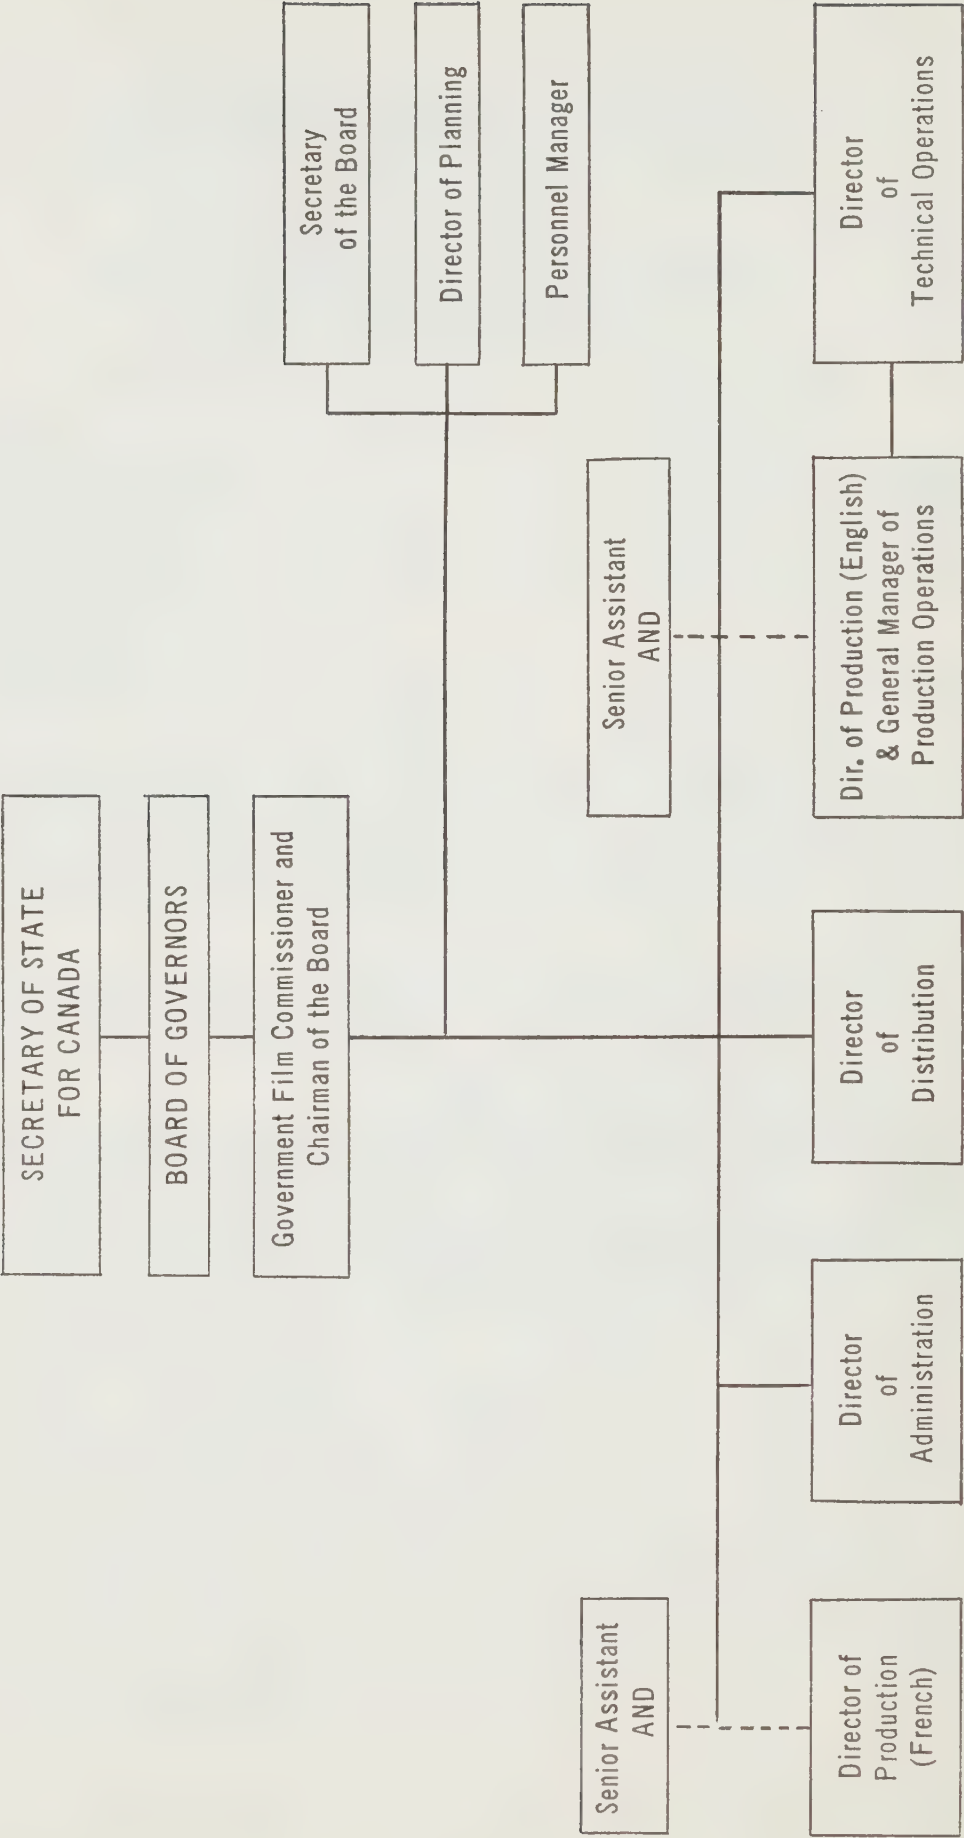 SECRETARY OF STATE
FOR CANADA
BOARD OF GOVERNORS
Government Film Commissioner and
Chairman of the Board
Secretary
of the Board
Director of Planning
Personnel Manager
Senior Assistant
AND
Senior Assistant
AND
Director of
Production
(French)
Director
of
Administration
Director
of
Distribution
Dir. of Production (English)
& General Manager of
Production Operations
Director
of
Technical Operations